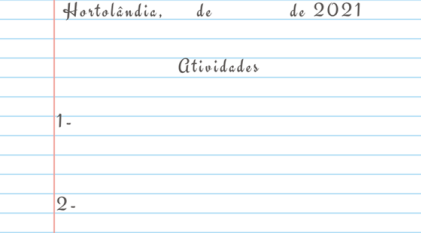 Hortolândia, de de 2021
Atividades
1-
2-